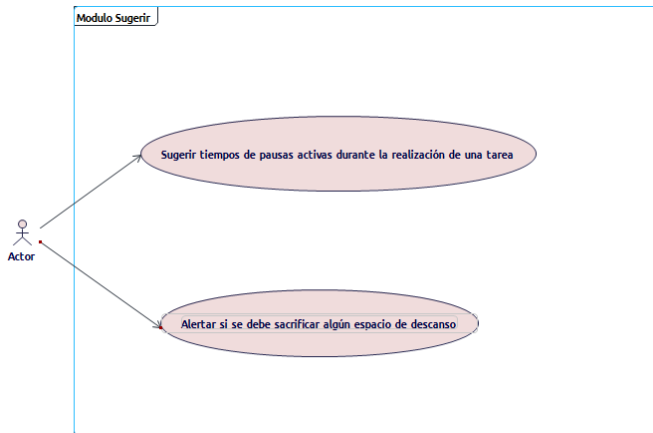 Modulo Sugerir
Sugerir tiempos de pausas activas durante la realización de una tarea
Actor
Alertar si se debe sacrificar algún espacio de descanso